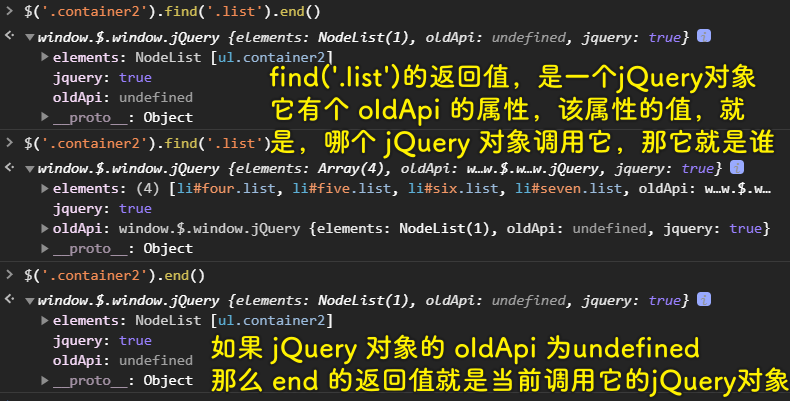 > $('.container2').find('.list').end()
window.$.window.jQuery {elements: NodeList(1), oldApi: undefined, jquery: true} i
elements: NodeList [ul.container2]
jquery: true
oldApi: undefined
__proto__: Object
find('.list')的返回值，是一个jQuery对象
它有个 oldApi 的属性，该属性的值，就
是，哪个 jQuery 对象调用它，那它就是谁
> $('.container2').find('.list')
window.$.window.jQuery {elements: Array(4), oldApi: w…w.$.w…w.jQuery, jquery: true} i
elements: (4) [li#four.list, li#five.list, li#six.list, li#seven.list, oldApi: w…w.$.w…
jquery: true
oldApi: window.$.window.jQuery {elements: NodeList(1), oldApi: undefined, jquery: true}
__proto__: Object
> $('.container2').end()
window.$.window.jQuery {elements: NodeList(1), oldApi: undefined, jquery: true} i
elements: NodeList [ul.container2]
jquery: true
oldApi: undefined
__proto__: Object
如果 jQuery 对象的 oldApi 为undefined
那么 end 的返回值就是当前调用它的jQuery对象